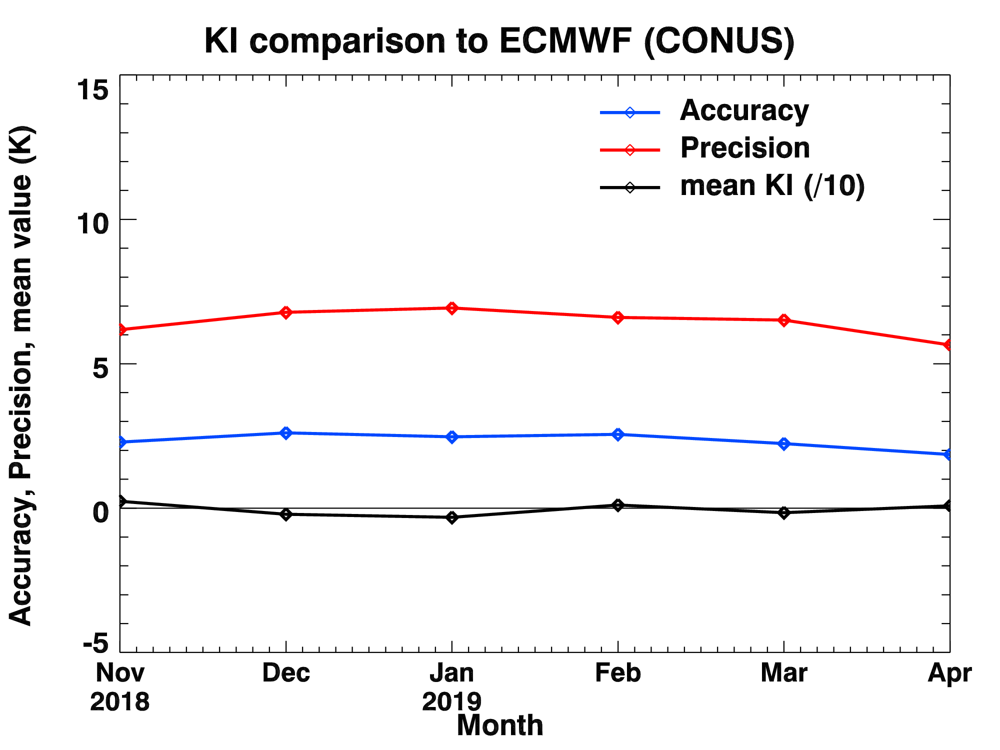 KI comparison to ECMWF (CONUS)
Accuracy, Precision, mean value (K)
15
10
5
0
-5
Accuracy
Precision
mean KI (/10)
Nov Dec Jan Feb Mar Apr
2018 2019
Month